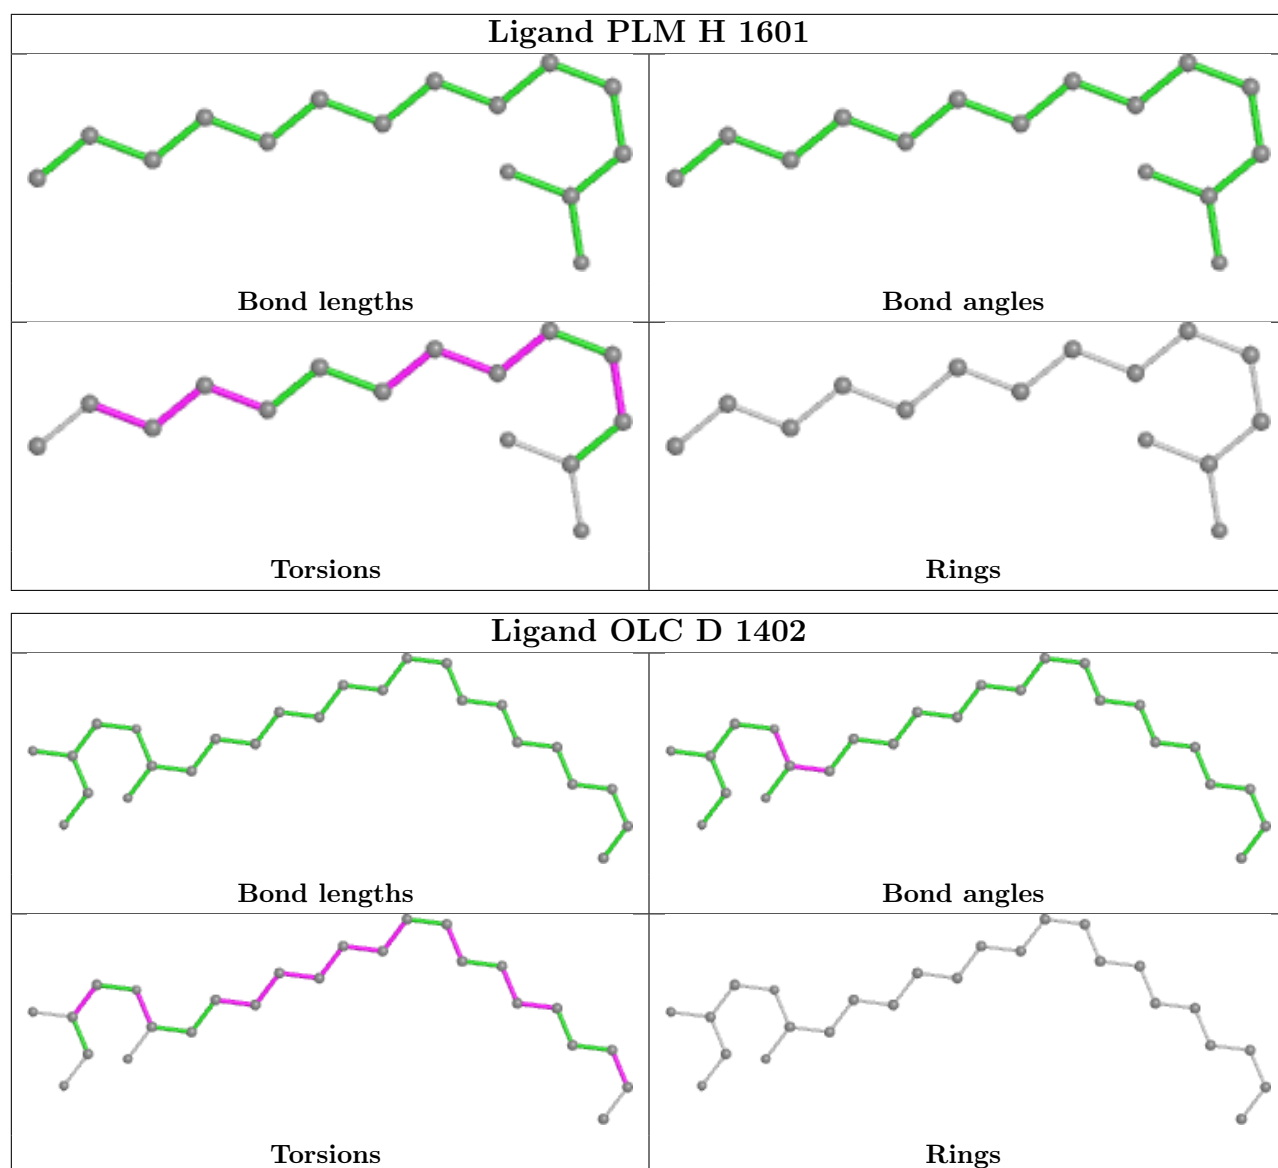 Ligand PLM H 1601
Bond lengths
Bond angles
Torsions
Rings
Ligand OLC D 1402
Bond lengths
Bond angles
Torsions
Rings